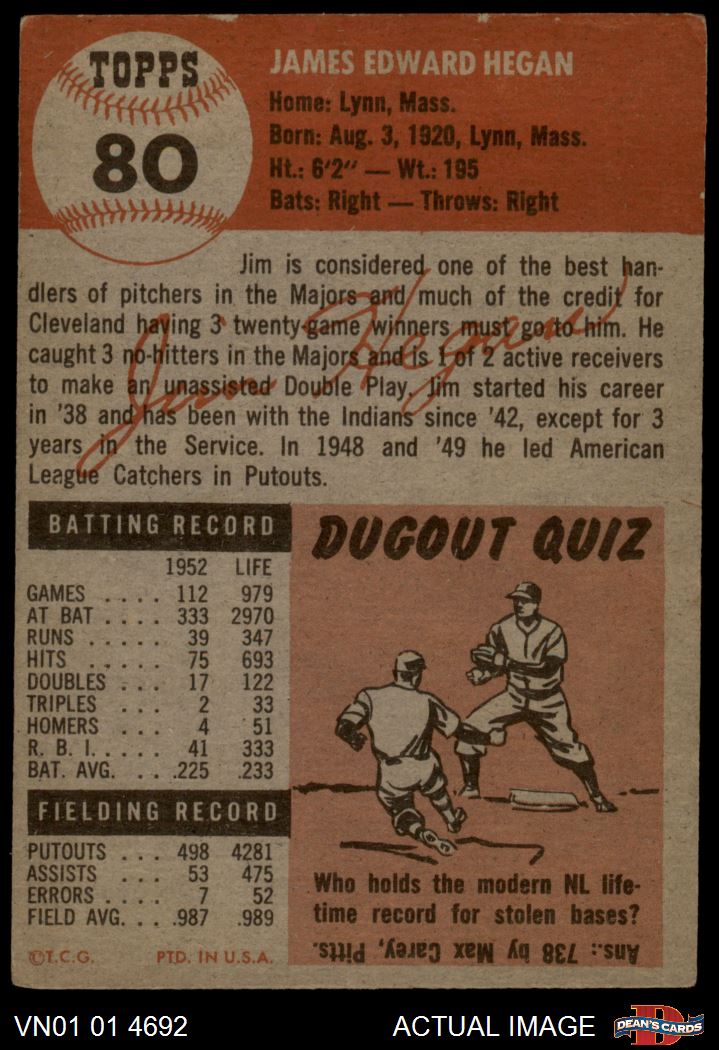 TOPPS
80
JAMES EDWARD HEGAN
Home: Lynn, Mass.
Born: Aug. 3, 1920, Lynn, Mass.
Ht.: 6'2" — Wt.: 195
Bats: Right — Throws: Right
Jim is considered one of the best han-
dlers of pitchers in the Majors and much of the credit for
Cleveland having 3 twenty-game winners must go to him. He
caught 3 no-hitters in the Majors and is 1 of 2 active receivers
to make an unassisted Double Play. Jim started his career
in '38 and has been with the Indians since '42, except for 3
years in the Service. In 1948 and '49 he led American
League Catchers in Putouts.
Jim Hegan
BATTING RECORD
1952 LIFE
GAMES .... 112 979
AT BAT .... 333 2970
RUNS ..... 39 347
HITS ..... 75 693
DOUBLES ... 17 122
TRIPLES ... 2 33
HOMERS ... 4 51
R. B. I. .... 41 333
BAT. AVG. ... .225 .233
FIELDING RECORD
PUTOUTS ... 498 4281
ASSISTS ... 53 475
ERRORS ... 7 52
FIELD AVG. ... .987 .989
©T.C.G. PTD. IN U.S.A.
DUGOUT QUIZ
Who holds the modern NL life-
time record for stolen bases?
Ans.: 738 by Max Carey, Pitts.
VN01 01 4692 ACTUAL IMAGE DEAN'S CARDS